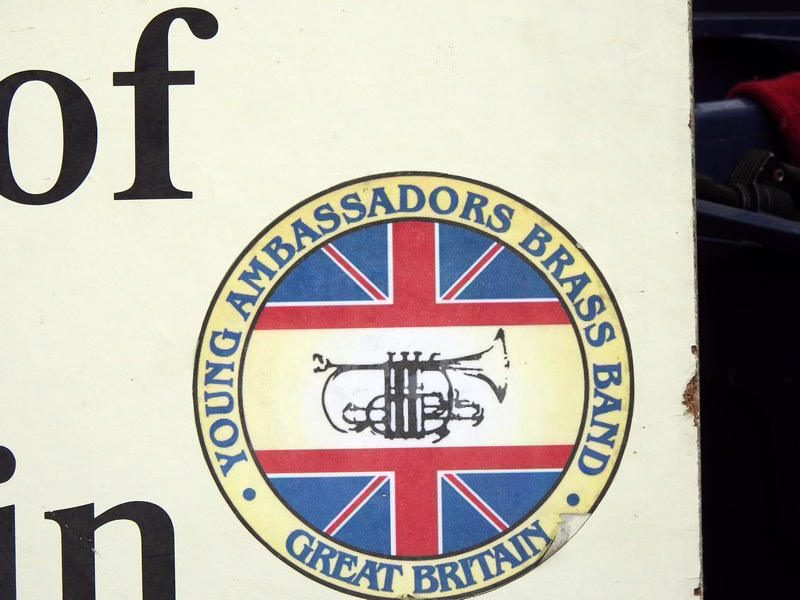 of
YOUNG AMBASSADORS BRASS BAND
GREAT BRITAIN
in